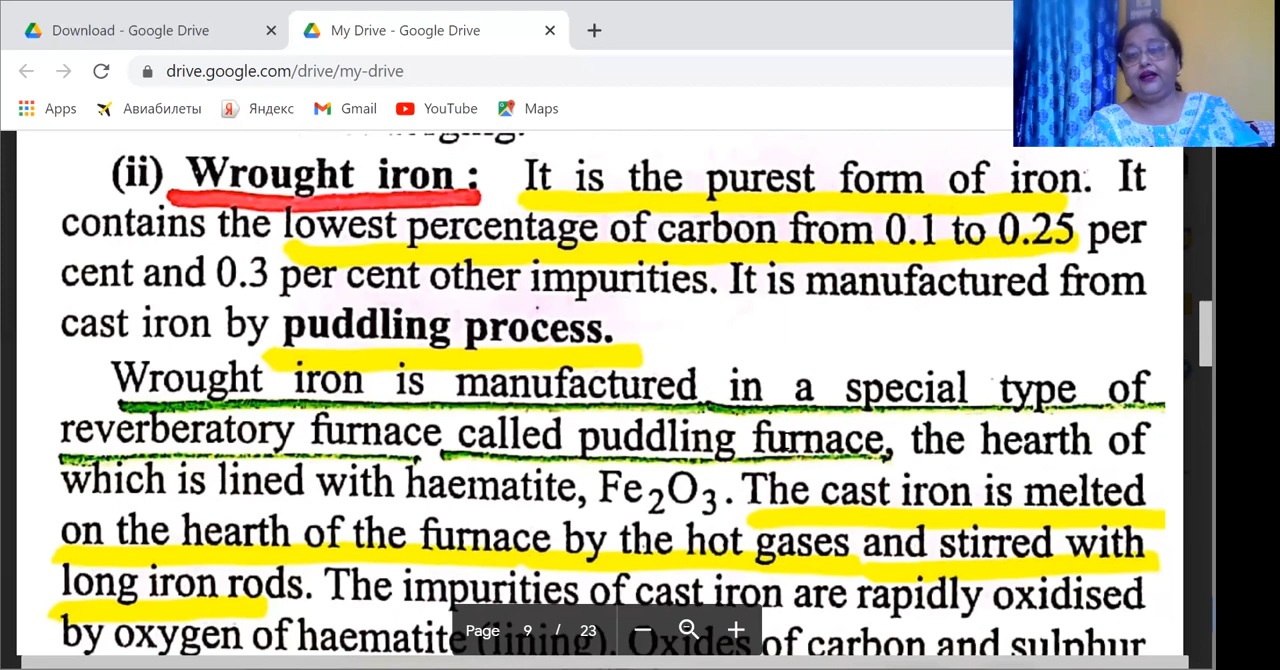 Download - Google Drive
My Drive - Google Drive
drive.google.com/drive/my-drive
Apps Авиабилеты Яндекс Gmail YouTube Maps
(ii) Wrought iron : It is the purest form of iron. It
contains the lowest percentage of carbon from 0.1 to 0.25 per
cent and 0.3 per cent other impurities. It is manufactured from
cast iron by puddling process.
Wrought iron is manufactured in a special type of
reverberatory furnace called puddling furnace, the hearth of
which is lined with haematite, Fe₂O₃. The cast iron is melted
on the hearth of the furnace by the hot gases and stirred with
long iron rods. The impurities of cast iron are rapidly oxidised
by oxygen of haematite (lining). Oxides of carbon and sulphur
Page 9 / 23